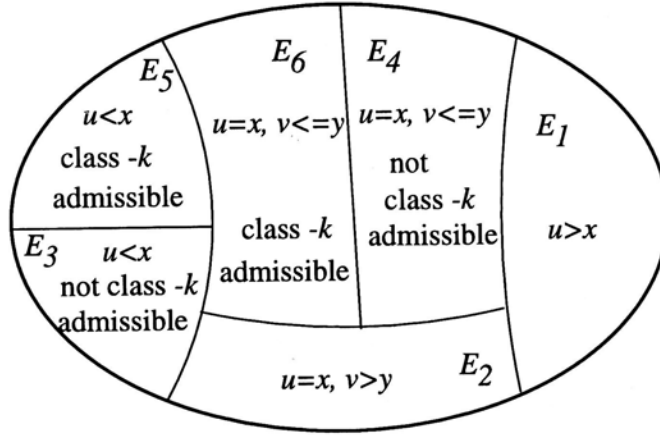 E5
u<x
class -k
admissible
E3
u<x
not class -k
admissible
E6
u=x, v<=y
class -k
admissible
E4
u=x, v<=y
not
class -k
admissible
E1
u>x
u=x, v>y
E2